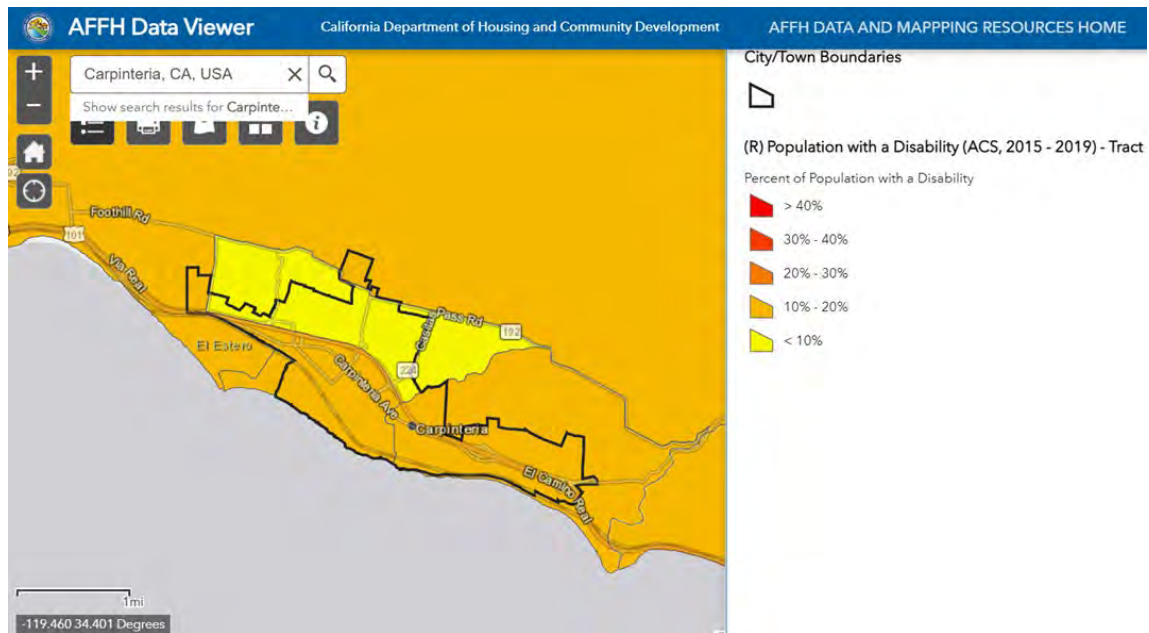 AFFH Data Viewer
California Department of Housing and Community Development
AFFH DATA AND MAPPPING RESOURCES HOME
Carpinteria, CA, USA
Show search results for Carpinte...
City/Town Boundaries
(R) Population with a Disability (ACS, 2015 - 2019) - Tract
Percent of Population with a Disability
> 40%
30% - 40%
20% - 30%
10% - 20%
< 10%
Foothill Rd
101
Via Real
El Estero
Casitas Pass Rd
192
224
Carpinteria Ave
Carpinteria
El Camino Real
1mi
-119.460 34.401 Degrees